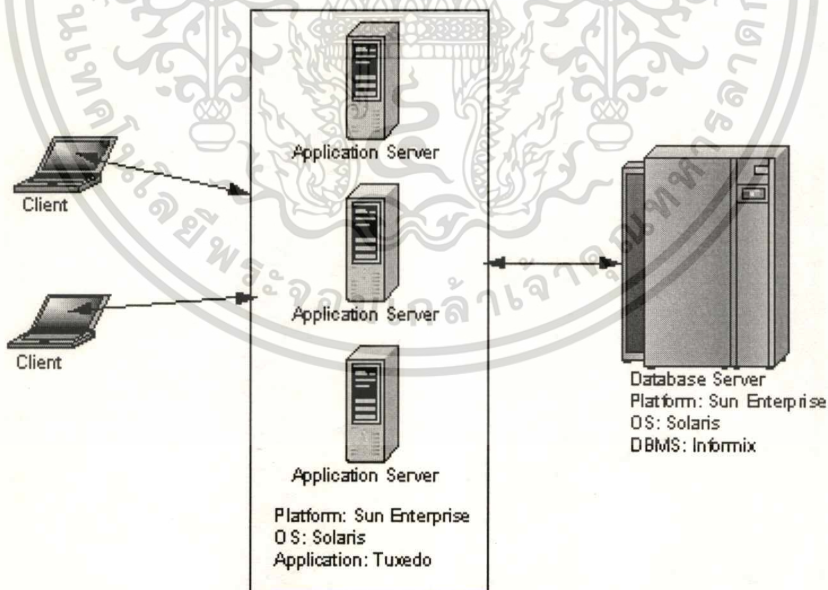 Application Server
Client
Application Server
Client
Application Server
Platform: Sun Enterprise
OS: Solaris
Application: Tuxedo
Database Server
Platform: Sun Enterprise
OS: Solaris
DBMS: Informix